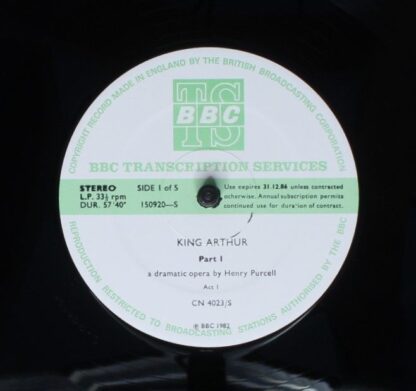 COPYRIGHT RECORD MADE IN ENGLAND BY THE BRITISH BROADCASTING CORPORATION
TS
BBC
BBC TRANSCRIPTION SERVICES
STEREO SIDE 1 of 5
L.P. 33⅓ rpm
DUR. 57'40" 150920—S
Use expires 31.12.86 unless contracted
otherwise. Annual subscription permits
continued use for duration of contract.
KING ARTHUR
Part 1
a dramatic opera by Henry Purcell
Act 1
CN 4023/S
℗ BBC 1982
REPRODUCTION RESTRICTED TO BROADCASTING STATIONS AUTHORISED BY THE BBC